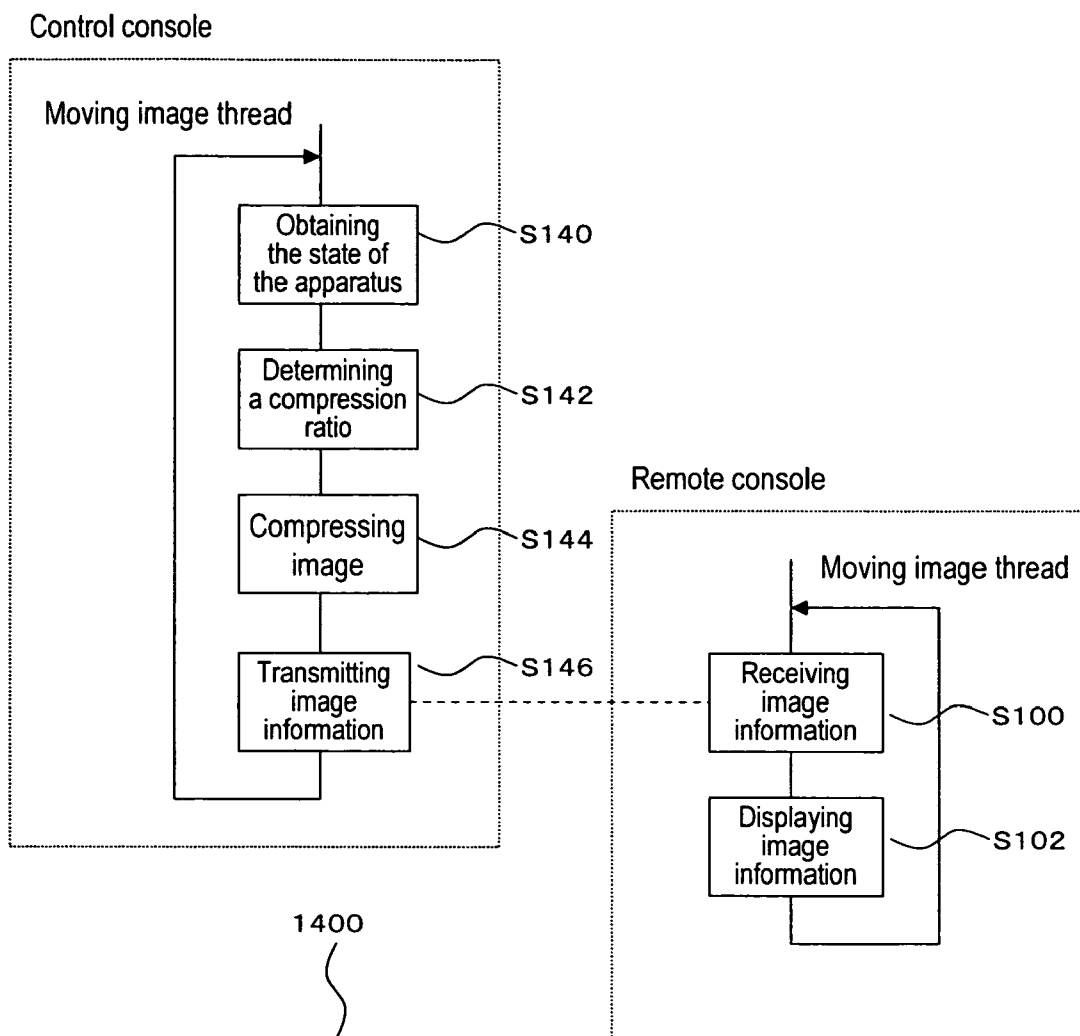 Control console
Moving image thread
Obtaining
the state of
the apparatus
S140
Determining
a compression
ratio
S142
Compressing
image
S144
Transmitting
image
information
S146
Remote console
Moving image thread
Receiving
image
information
S100
Displaying
image
information
S102
1400